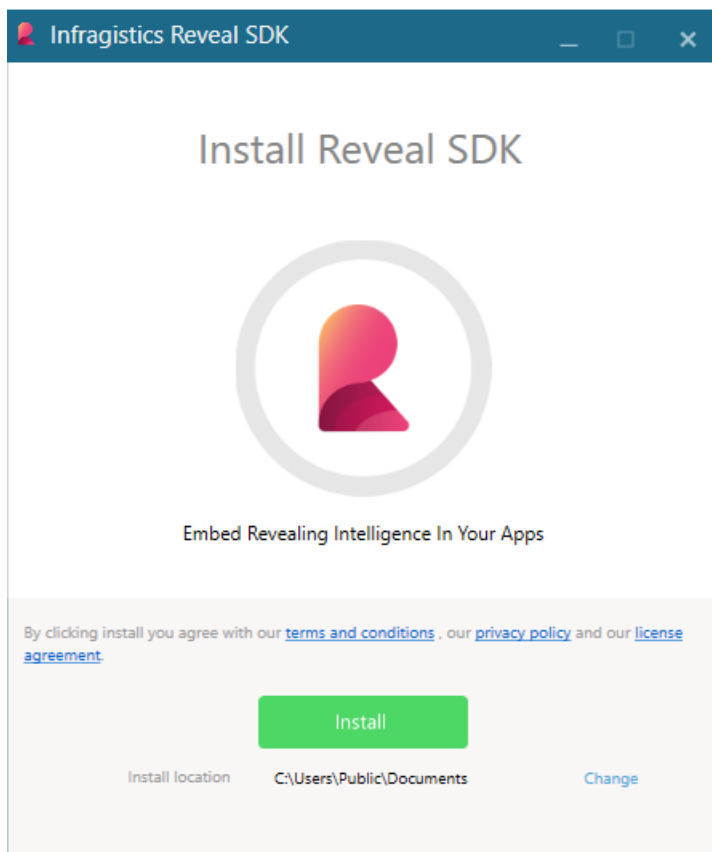 Infragistics Reveal SDK
Install Reveal SDK
Embed Revealing Intelligence In Your Apps
By clicking install you agree with our terms and conditions , our privacy policy and our license
agreement.
Install
Install location C:\Users\Public\Documents Change